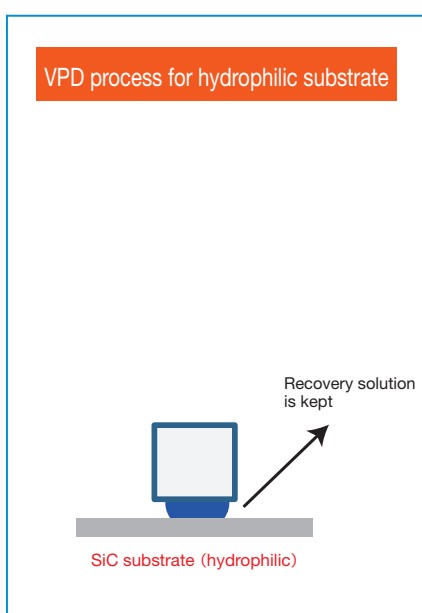 VPD process for hydrophilic substrate
Recovery solution
is kept
SiC substrate (hydrophilic)